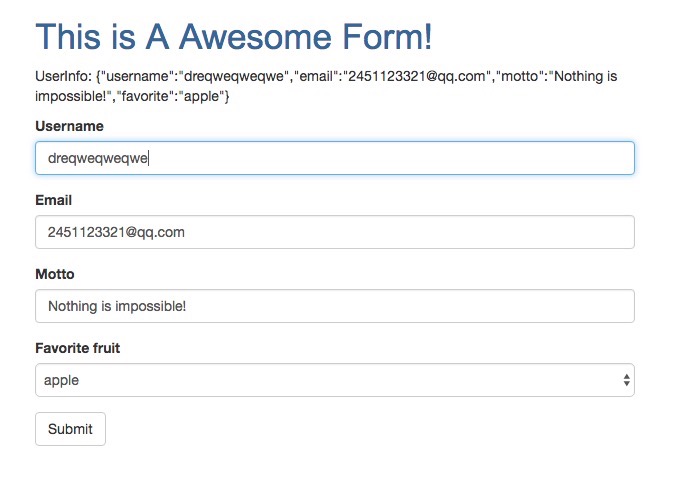 This is A Awesome Form!
UserInfo: {"username":"dreqweqweqwe","email":"2451123321@qq.com","motto":"Nothing is
impossible!","favorite":"apple"}
Username
dreqweqweqwe
Email
2451123321@qq.com
Motto
Nothing is impossible!
Favorite fruit
apple
Submit